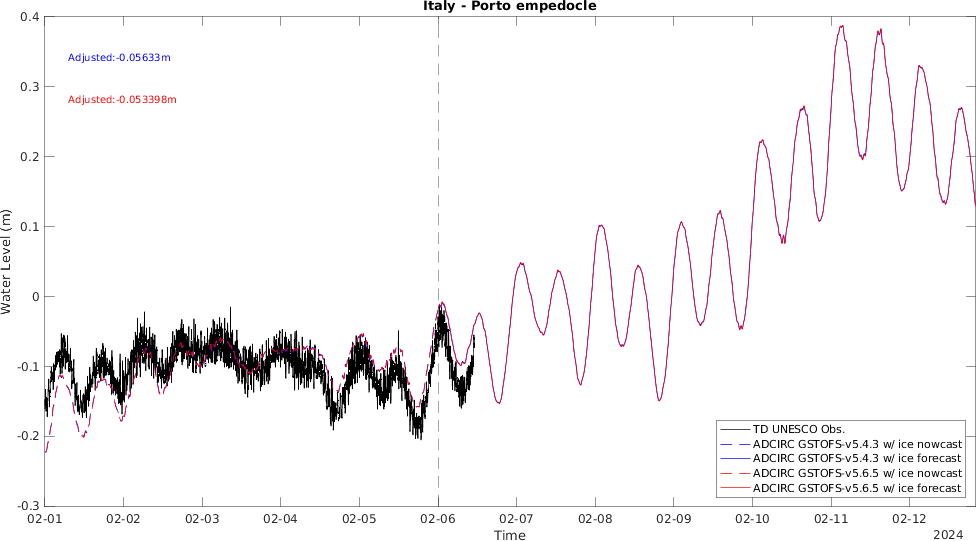 Italy - Porto empedocle
Adjusted:-0.05633m
Adjusted:-0.053398m
Water Level (m)
0.4
0.3
0.2
0.1
0
-0.1
-0.2
-0.3
TD UNESCO Obs.
ADCIRC GSTOFS-v5.4.3 w/ ice nowcast
ADCIRC GSTOFS-v5.4.3 w/ ice forecast
ADCIRC GSTOFS-v5.6.5 w/ ice nowcast
ADCIRC GSTOFS-v5.6.5 w/ ice forecast
02-01 02-02 02-03 02-04 02-05 02-06 02-07 02-08 02-09 02-10 02-11 02-12
Time
2024